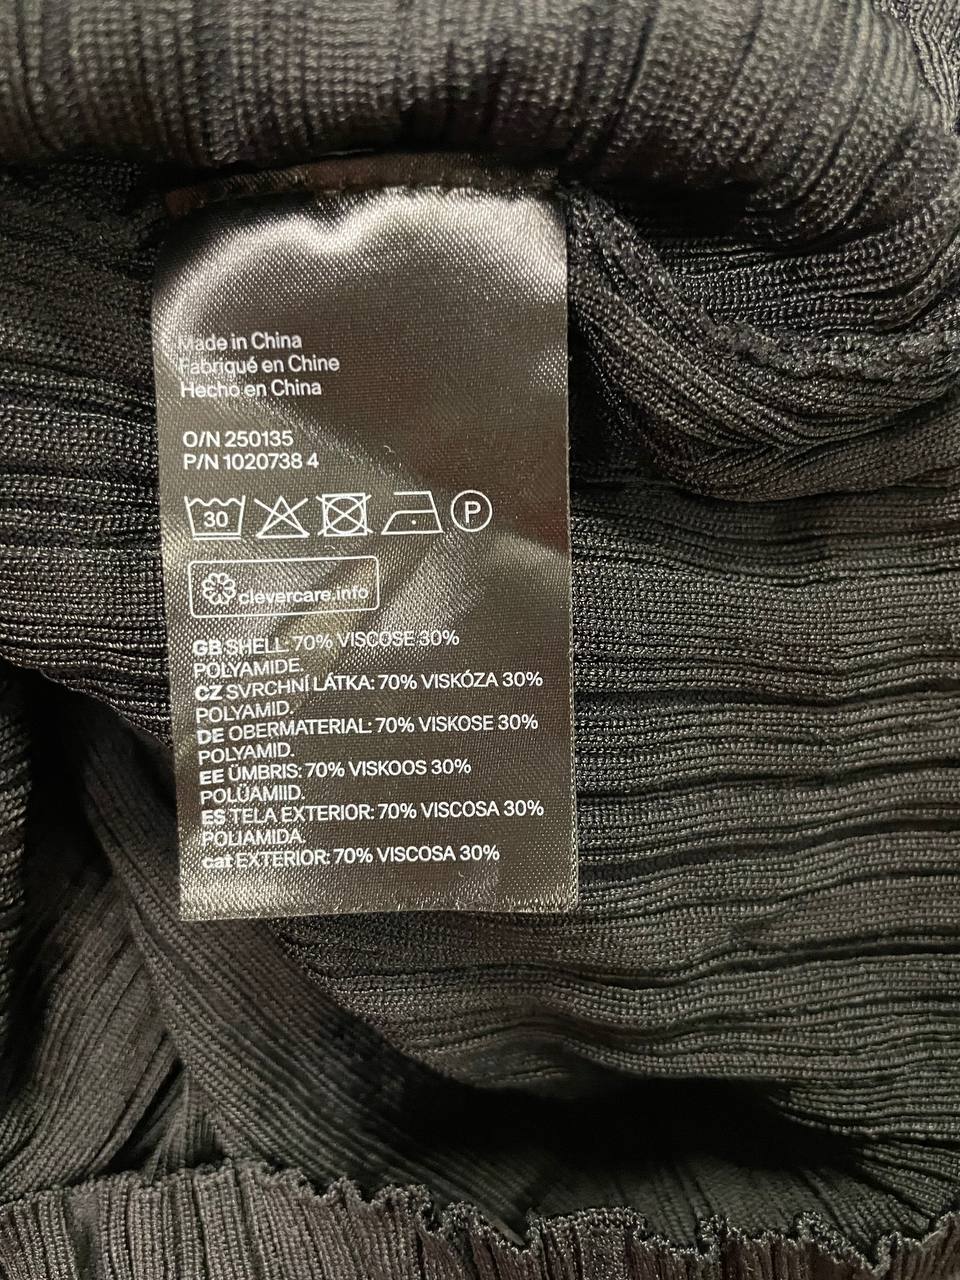 Made in China
Fabriqué en Chine
Hecho en China
O/N 250135
P/N 1020738 4
30 P
clevercare.info
GB SHELL: 70% VISCOSE 30%
POLYAMIDE.
CZ SVRCHNÍ LÁTKA: 70% VISKÓZA 30%
POLYAMID.
DE OBERMATERIAL: 70% VISKOSE 30%
POLYAMID.
EE ÜMBRIS: 70% VISKOOS 30%
POLÜAMIID.
ES TELA EXTERIOR: 70% VISCOSA 30%
POLIAMIDA.
cat EXTERIOR: 70% VISCOSA 30%